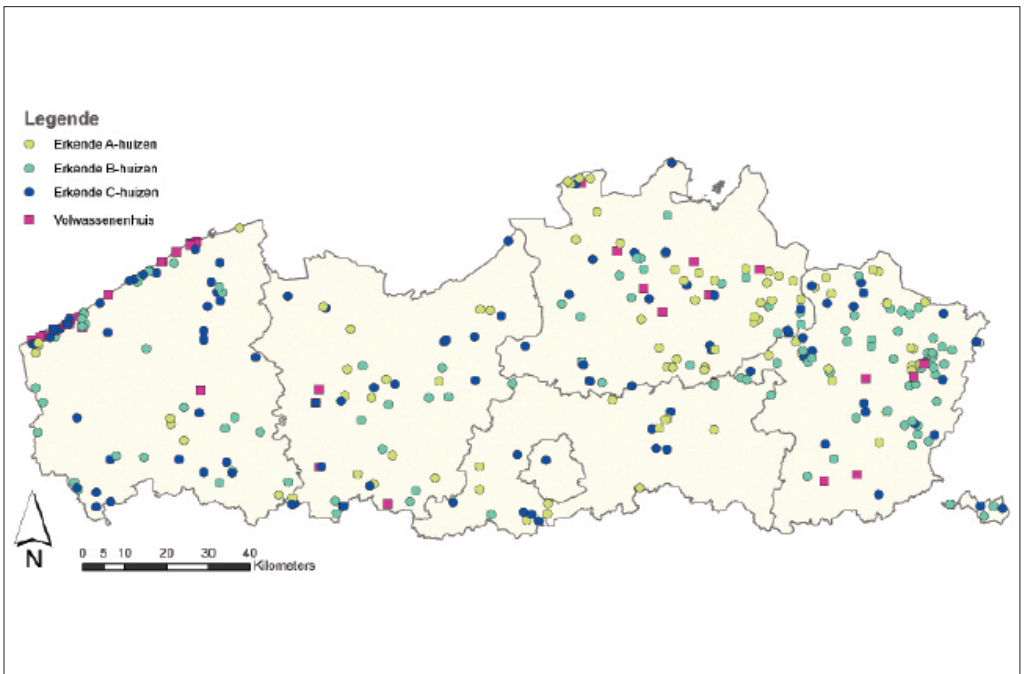 Legende
Erkende A-huizen
Erkende B-huizen
Erkende C-huizen
Volwassenenhuis
N
0 5 10 20 30 40
Kilometers